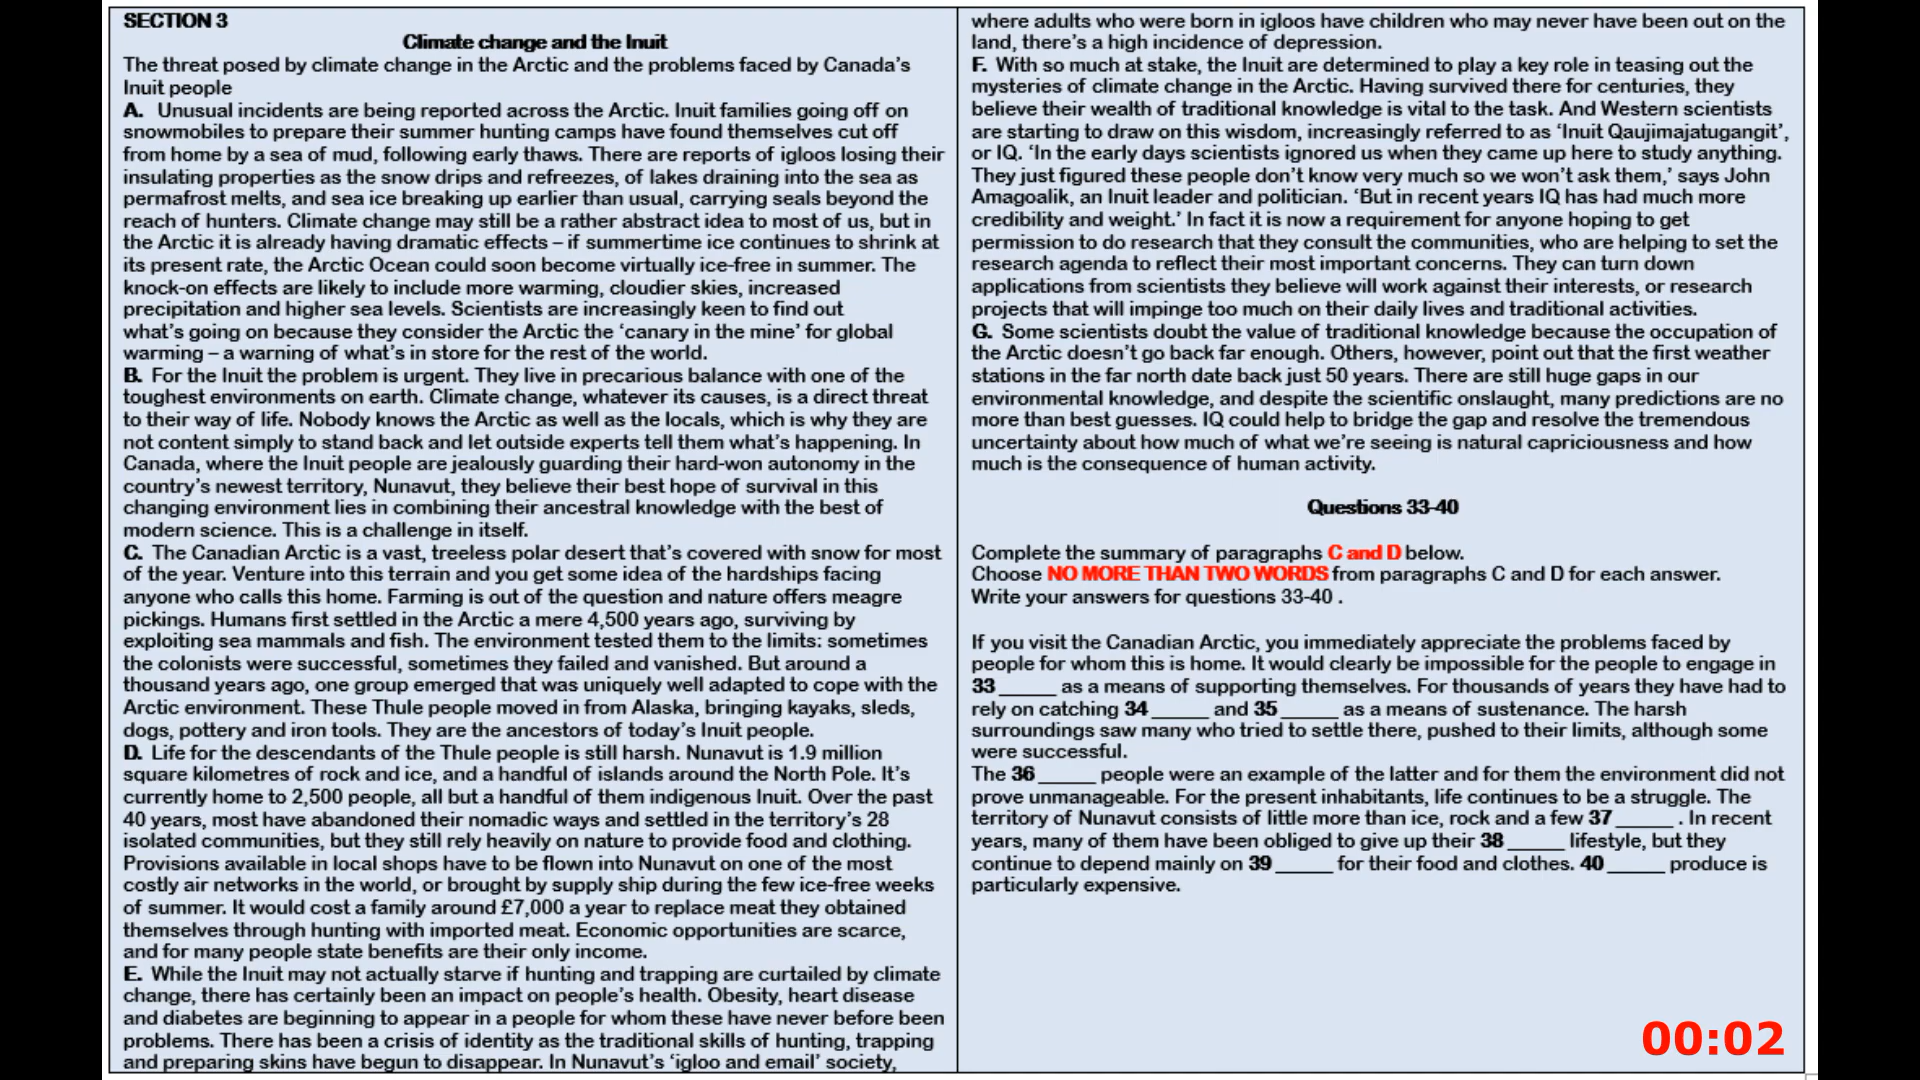 SECTION 3
Climate change and the Inuit
The threat posed by climate change in the Arctic and the problems faced by Canada's
Inuit people
A. Unusual incidents are being reported across the Arctic. Inuit families going off on
snowmobiles to prepare their summer hunting camps have found themselves cut off
from home by a sea of mud, following early thaws. There are reports of igloos losing their
insulating properties as the snow drips and refreezes, of lakes draining into the sea as
permafrost melts, and sea ice breaking up earlier than usual, carrying seals beyond the
reach of hunters. Climate change may still be a rather abstract idea to most of us, but in
the Arctic it is already having dramatic effects – if summertime ice continues to shrink at
its present rate, the Arctic Ocean could soon become virtually ice-free in summer. The
knock-on effects are likely to include more warming, cloudier skies, increased
precipitation and higher sea levels. Scientists are increasingly keen to find out
what's going on because they consider the Arctic the 'canary in the mine' for global
warming – a warning of what's in store for the rest of the world.
B. For the Inuit the problem is urgent. They live in precarious balance with one of the
toughest environments on earth. Climate change, whatever its causes, is a direct threat
to their way of life. Nobody knows the Arctic as well as the locals, which is why they are
not content simply to stand back and let outside experts tell them what's happening. In
Canada, where the Inuit people are jealously guarding their hard-won autonomy in the
country's newest territory, Nunavut, they believe their best hope of survival in this
changing environment lies in combining their ancestral knowledge with the best of
modern science. This is a challenge in itself.
C. The Canadian Arctic is a vast, treeless polar desert that's covered with snow for most
of the year. Venture into this terrain and you get some idea of the hardships facing
anyone who calls this home. Farming is out of the question and nature offers meagre
pickings. Humans first settled in the Arctic a mere 4,500 years ago, surviving by
exploiting sea mammals and fish. The environment tested them to the limits: sometimes
the colonists were successful, sometimes they failed and vanished. But around a
thousand years ago, one group emerged that was uniquely well adapted to cope with the
Arctic environment. These Thule people moved in from Alaska, bringing kayaks, sleds,
dogs, pottery and iron tools. They are the ancestors of today's Inuit people.
D. Life for the descendants of the Thule people is still harsh. Nunavut is 1.9 million
square kilometres of rock and ice, and a handful of islands around the North Pole. It's
currently home to 2,500 people, all but a handful of them indigenous Inuit. Over the past
40 years, most have abandoned their nomadic ways and settled in the territory's 28
isolated communities, but they still rely heavily on nature to provide food and clothing.
Provisions available in local shops have to be flown into Nunavut on one of the most
costly air networks in the world, or brought by supply ship during the few ice-free weeks
of summer. It would cost a family around £7,000 a year to replace meat they obtained
themselves through hunting with imported meat. Economic opportunities are scarce,
and for many people state benefits are their only income.
E. While the Inuit may not actually starve if hunting and trapping are curtailed by climate
change, there has certainly been an impact on people's health. Obesity, heart disease
and diabetes are beginning to appear in a people for whom these have never before been
problems. There has been a crisis of identity as the traditional skills of hunting, trapping
and preparing skins have begun to disappear. In Nunavut's 'igloo and email' society,
where adults who were born in igloos have children who may never have been out on the
land, there's a high incidence of depression.
F. With so much at stake, the Inuit are determined to play a key role in teasing out the
mysteries of climate change in the Arctic. Having survived there for centuries, they
believe their wealth of traditional knowledge is vital to the task. And Western scientists
are starting to draw on this wisdom, increasingly referred to as 'Inuit Qaujimajatugangit',
or IQ. 'In the early days scientists ignored us when they came up here to study anything.
They just figured these people don't know very much so we won't ask them,' says John
Amagoalik, an Inuit leader and politician. 'But in recent years IQ has had much more
credibility and weight.' In fact it is now a requirement for anyone hoping to get
permission to do research that they consult the communities, who are helping to set the
research agenda to reflect their most important concerns. They can turn down
applications from scientists they believe will work against their interests, or research
projects that will impinge too much on their daily lives and traditional activities.
G. Some scientists doubt the value of traditional knowledge because the occupation of
the Arctic doesn't go back far enough. Others, however, point out that the first weather
stations in the far north date back just 50 years. There are still huge gaps in our
environmental knowledge, and despite the scientific onslaught, many predictions are no
more than best guesses. IQ could help to bridge the gap and resolve the tremendous
uncertainty about how much of what we're seeing is natural capriciousness and how
much is the consequence of human activity.
Questions 33-40
Complete the summary of paragraphs C and D below.
Choose NO MORE THAN TWO WORDS from paragraphs C and D for each answer.
Write your answers for questions 33-40 .
If you visit the Canadian Arctic, you immediately appreciate the problems faced by
people for whom this is home. It would clearly be impossible for the people to engage in
33 _____ as a means of supporting themselves. For thousands of years they have had to
rely on catching 34 _____ and 35 _____ as a means of sustenance. The harsh
surroundings saw many who tried to settle there, pushed to their limits, although some
were successful.
The 36 _____ people were an example of the latter and for them the environment did not
prove unmanageable. For the present inhabitants, life continues to be a struggle. The
territory of Nunavut consists of little more than ice, rock and a few 37 _____ . In recent
years, many of them have been obliged to give up their 38 _____ lifestyle, but they
continue to depend mainly on 39 _____ for their food and clothes. 40 _____ produce is
particularly expensive.
00:02